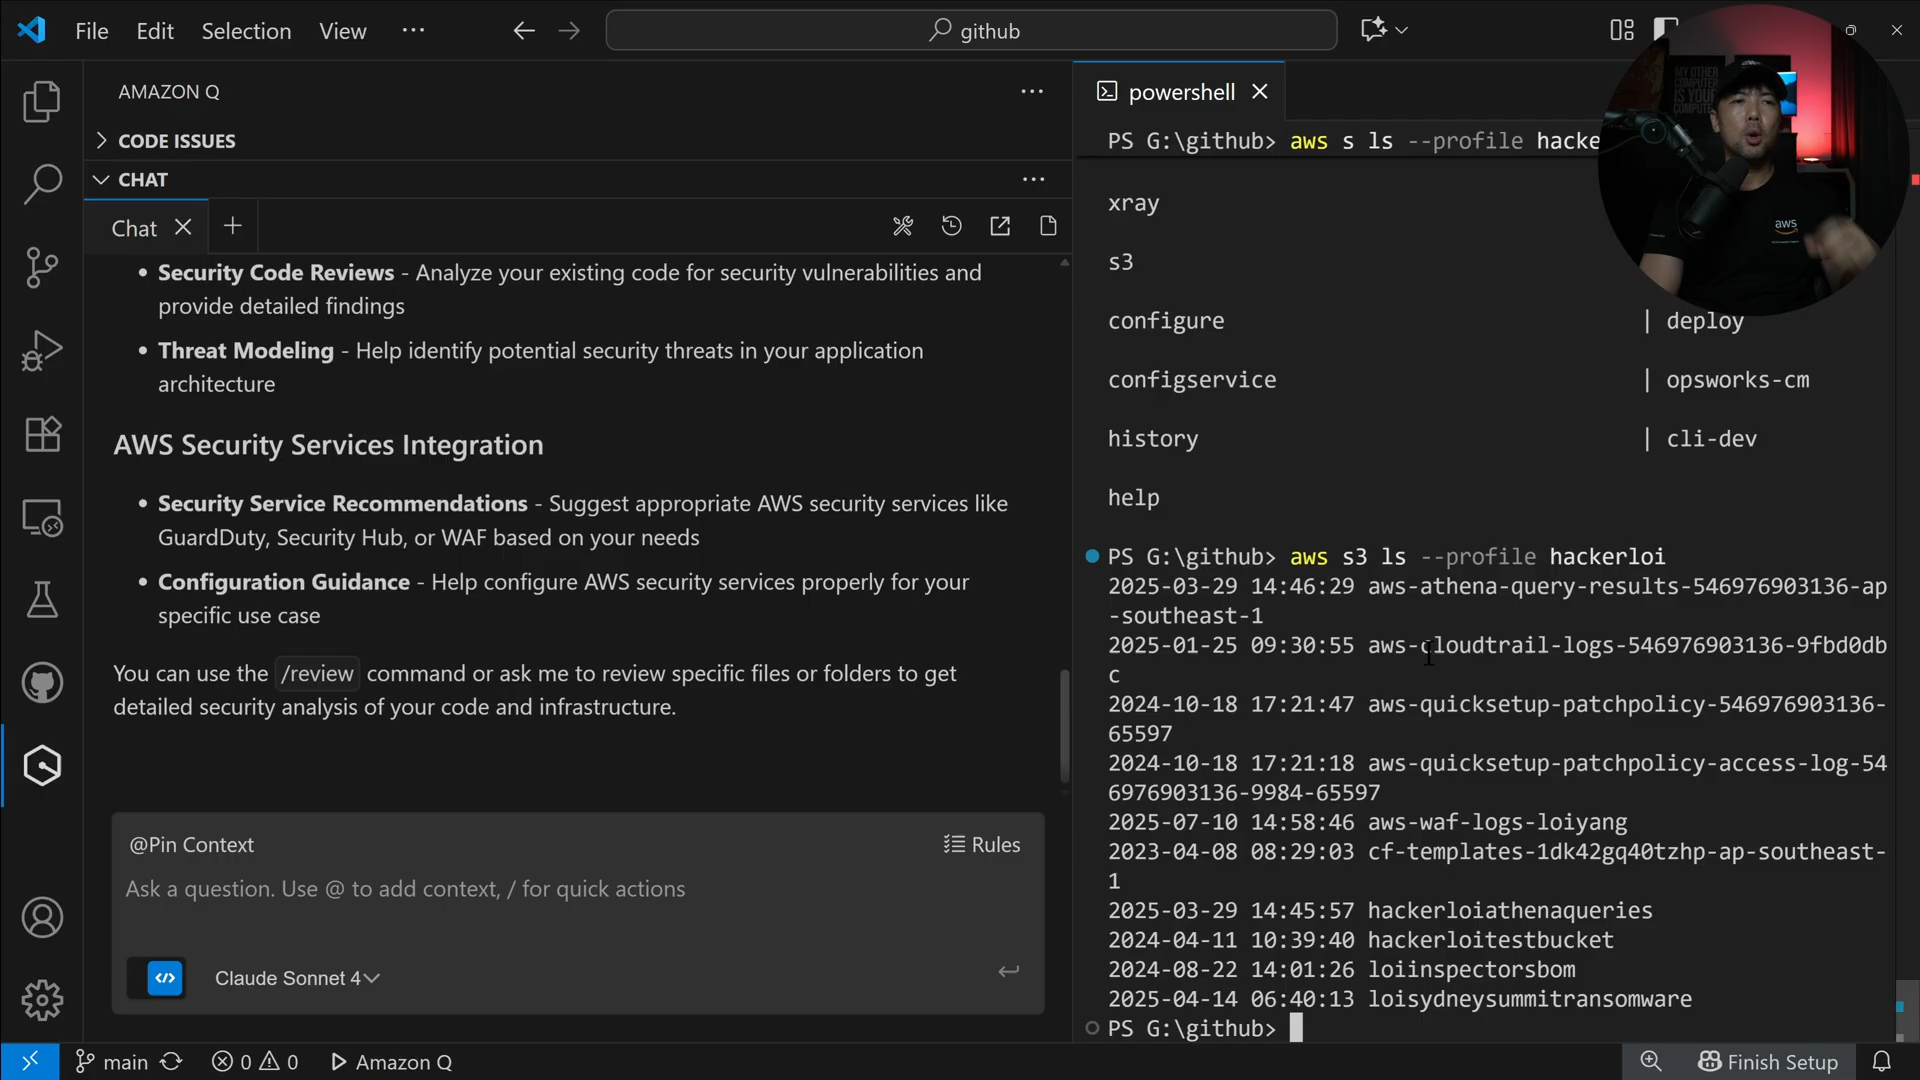 File Edit Selection View ··· github
AMAZON Q
CODE ISSUES
CHAT
Chat
• Security Code Reviews - Analyze your existing code for security vulnerabilities and
provide detailed findings
• Threat Modeling - Help identify potential security threats in your application
architecture
AWS Security Services Integration
• Security Service Recommendations - Suggest appropriate AWS security services like
GuardDuty, Security Hub, or WAF based on your needs
• Configuration Guidance - Help configure AWS security services properly for your
specific use case
You can use the /review command or ask me to review specific files or folders to get
detailed security analysis of your code and infrastructure.
@Pin Context
Rules
Ask a question. Use @ to add context, / for quick actions
Claude Sonnet 4
powershell
PS G:\github> aws s ls --profile hacke
xray
s3
configure | deploy
configservice | opsworks-cm
history | cli-dev
help
PS G:\github> aws s3 ls --profile hackerloi
2025-03-29 14:46:29 aws-athena-query-results-546976903136-ap
-southeast-1
2025-01-25 09:30:55 aws-cloudtrail-logs-546976903136-9fbd0db
c
2024-10-18 17:21:47 aws-quicksetup-patchpolicy-546976903136-
65597
2024-10-18 17:21:18 aws-quicksetup-patchpolicy-access-log-54
6976903136-9984-65597
2025-07-10 14:58:46 aws-waf-logs-loiyang
2023-04-08 08:29:03 cf-templates-1dk42gq40tzhp-ap-southeast-
1
2025-03-29 14:45:57 hackerloiathenaqueries
2024-04-11 10:39:40 hackerloitestbucket
2024-08-22 14:01:26 loiinspectorsbom
2025-04-14 06:40:13 loisydneysummitransomware
PS G:\github>
MY OTHER
COMPUTER
IS YOUR
COMPUTE
aws
main 0 0 Amazon Q
Finish Setup